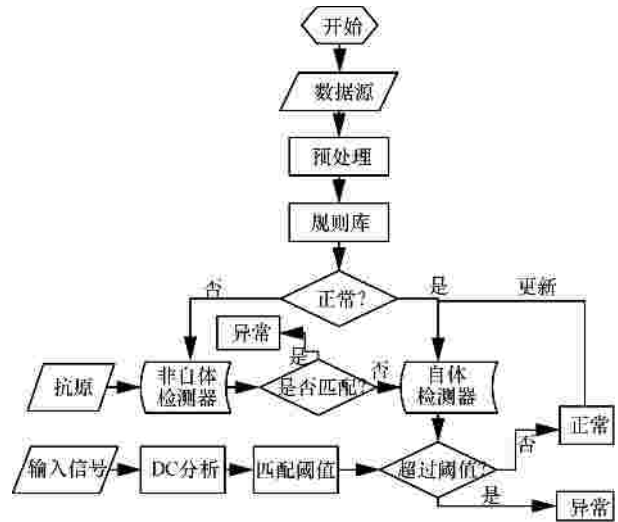 开始
数据源
预处理
规则库
正常?
否
是
更新
异常
抗原
非自体
检测器
是
是否匹配?
否
自体
检测器
正常
输入信号
DC分析
匹配阈值
超过阈值?
否
是
异常